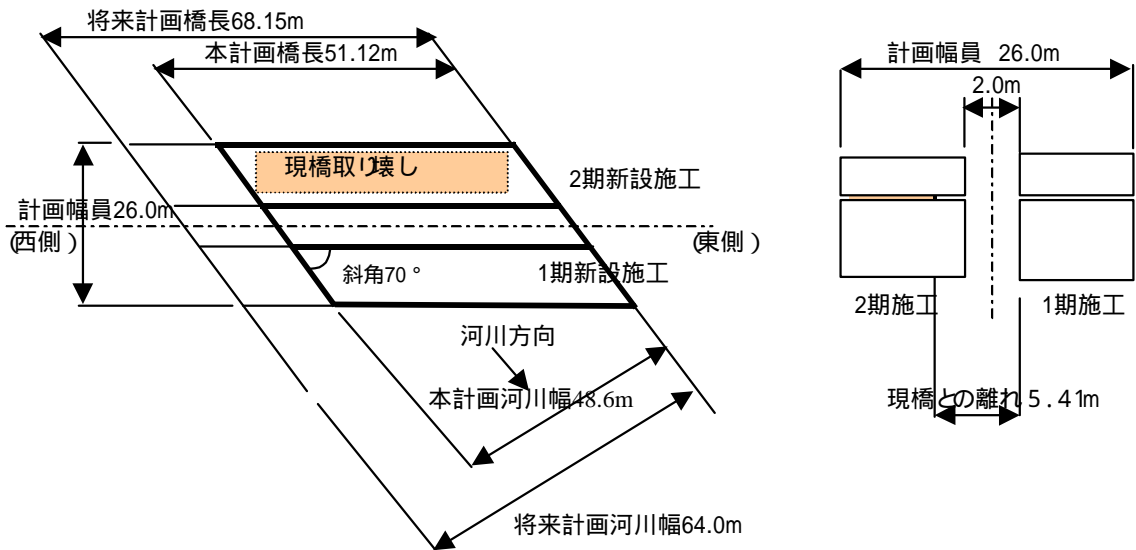 将来計画橋長68.15m
本計画橋長51.12m
現橋取り壊し
2期新設施工
計画幅員26.0m
(西側)
(東側)
斜角70°
1期新設施工
河川方向
本計画河川幅48.6m
将来計画河川幅64.0m
計画幅員 26.0m
2.0m
2期施工
1期施工
現橋との離れ5.41m